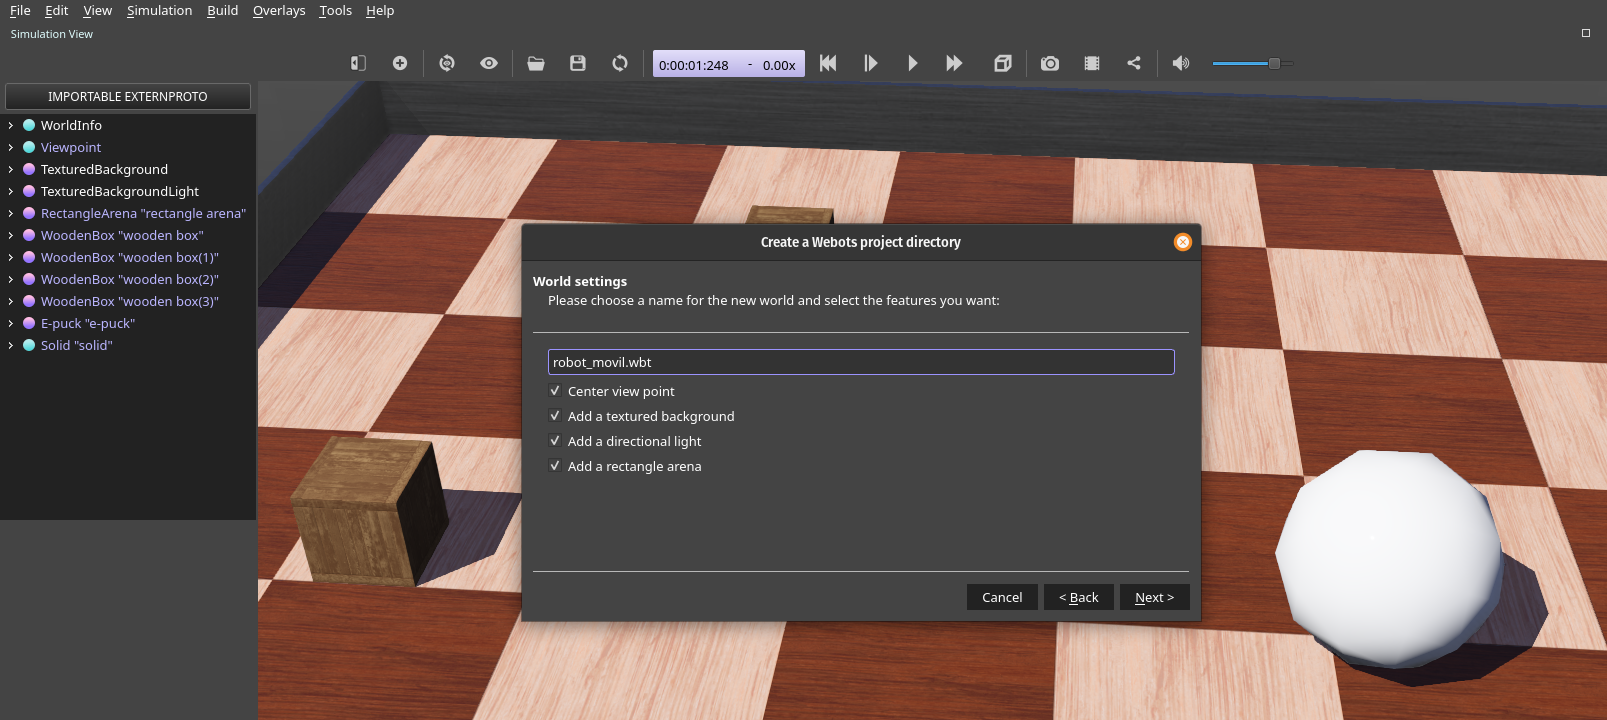 File Edit View Simulation Build Overlays Tools Help
Simulation View
0:00:01:248 - 0.00x
IMPORTABLE EXTERNPROTO
WorldInfo
Viewpoint
TexturedBackground
TexturedBackgroundLight
RectangleArena "rectangle arena"
WoodenBox "wooden box"
WoodenBox "wooden box(1)"
WoodenBox "wooden box(2)"
WoodenBox "wooden box(3)"
E-puck "e-puck"
Solid "solid"
Create a Webots project directory
World settings
Please choose a name for the new world and select the features you want:
robot_movil.wbt
Center view point
Add a textured background
Add a directional light
Add a rectangle arena
Cancel < Back Next >